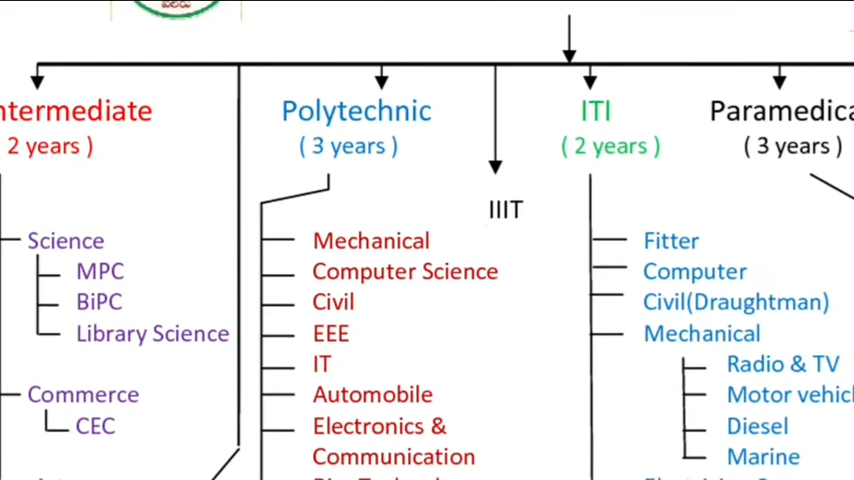 ntermediate
2 years )
Science
MPC
BiPC
Library Science
Commerce
CEC
Polytechnic
( 3 years )
Mechanical
Computer Science
Civil
EEE
IT
Automobile
Electronics &
Communication
IIIT
ITI
( 2 years )
Fitter
Computer
Civil(Draughtman)
Mechanical
Radio & TV
Motor vehicl
Diesel
Marine
Paramedica
( 3 years )